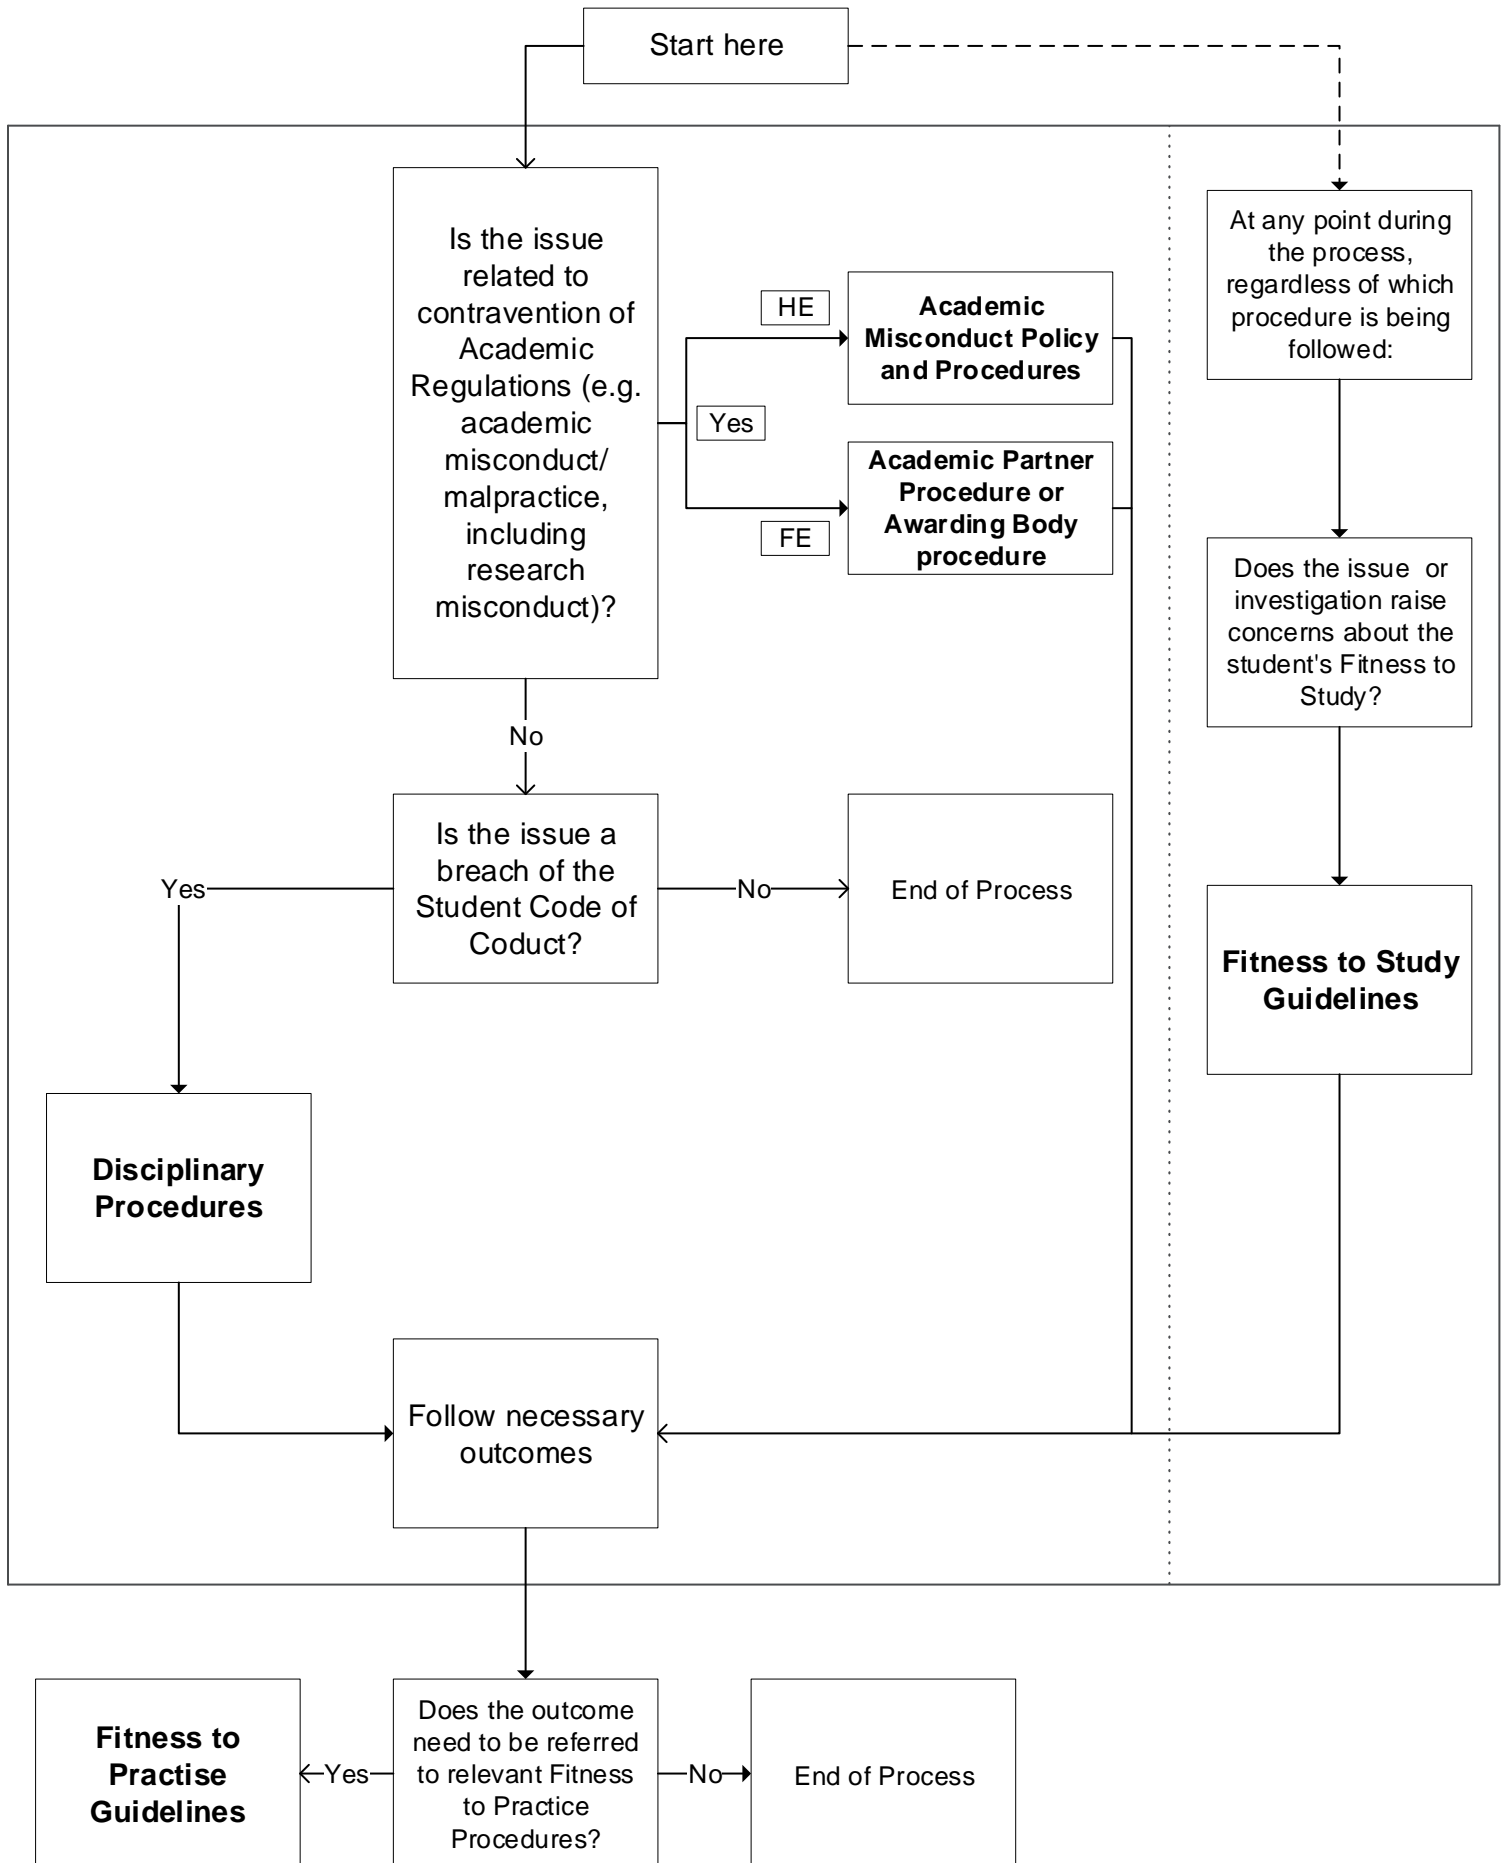 Start here
Is the issue
related to
contravention of
Academic
Regulations (e.g.
academic
misconduct/
malpractice,
including
research
misconduct)?
HE
Yes
FE
Academic
Misconduct Policy
and Procedures
Academic Partner
Procedure or
Awarding Body
procedure
At any point during
the process,
regardless of which
procedure is being
followed:
Does the issue or
investigation raise
concerns about the
student's Fitness to
Study?
No
Is the issue a
breach of the
Student Code of
Coduct?
Yes
No
End of Process
Fitness to Study
Guidelines
Disciplinary
Procedures
Follow necessary
outcomes
Fitness to
Practise
Guidelines
Yes
Does the outcome
need to be referred
to relevant Fitness
to Practice
Procedures?
No
End of Process